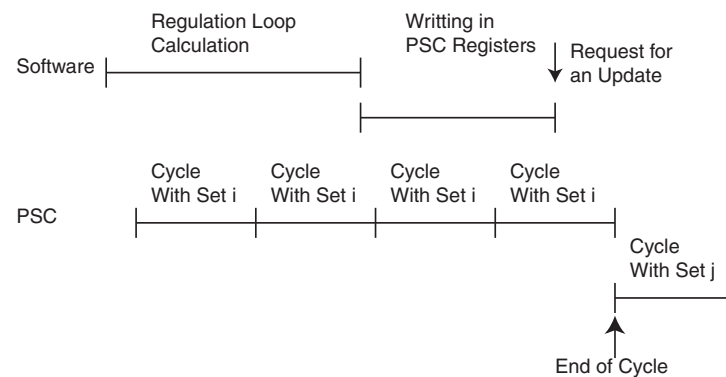 Regulation Loop
Calculation
Writting in
PSC Registers
Request for
an Update
Software
Cycle
With Set i
Cycle
With Set i
Cycle
With Set i
Cycle
With Set i
PSC
Cycle
With Set j
End of Cycle